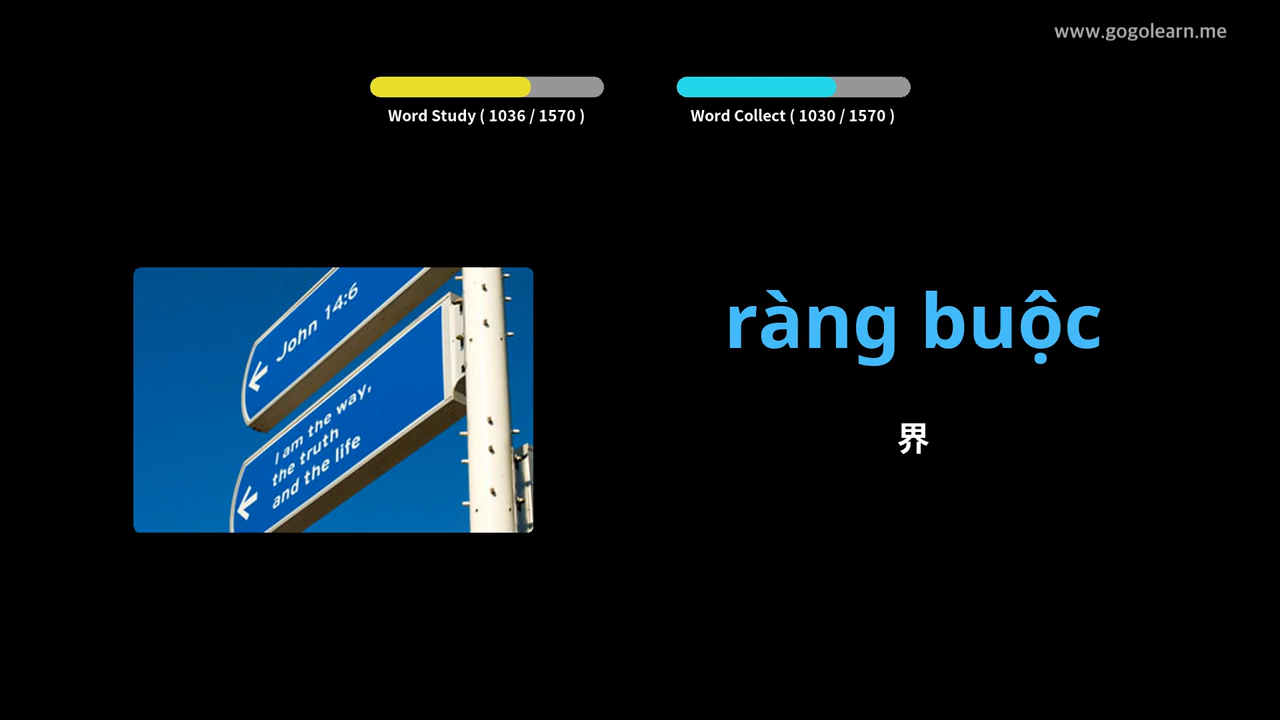 www.gogolearn.me
Word Study ( 1036 / 1570 )
Word Collect ( 1030 / 1570 )
John 14:6
I am the way,
the truth
and the life
ràng buộc
界